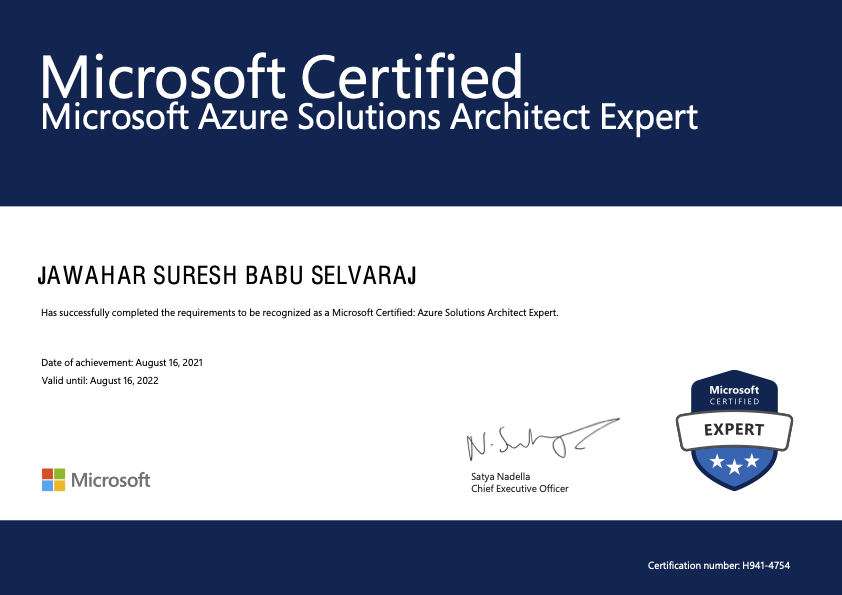 Microsoft Certified
Microsoft Azure Solutions Architect Expert
JAWAHAR SURESH BABU SELVARAJ
Has successfully completed the requirements to be recognized as a Microsoft Certified: Azure Solutions Architect Expert.
Date of achievement: August 16, 2021
Valid until: August 16, 2022
Microsoft
CERTIFIED
EXPERT
Satya Nadella
Chief Executive Officer
Microsoft
Certification number: H941-4754